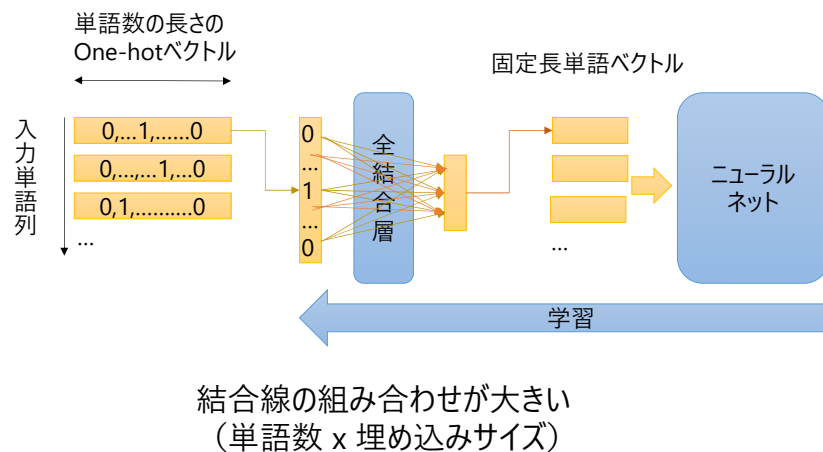 単語数の長さの
One-hotベクトル
入力単語列
0,...1,......0
0,...,..1,...0
0,1,..........0
...
0
...
1
...
0
全結合層
固定長単語ベクトル
...
ニューラル
ネット
学習
結合線の組み合わせが大きい
（単語数 x 埋め込みサイズ）